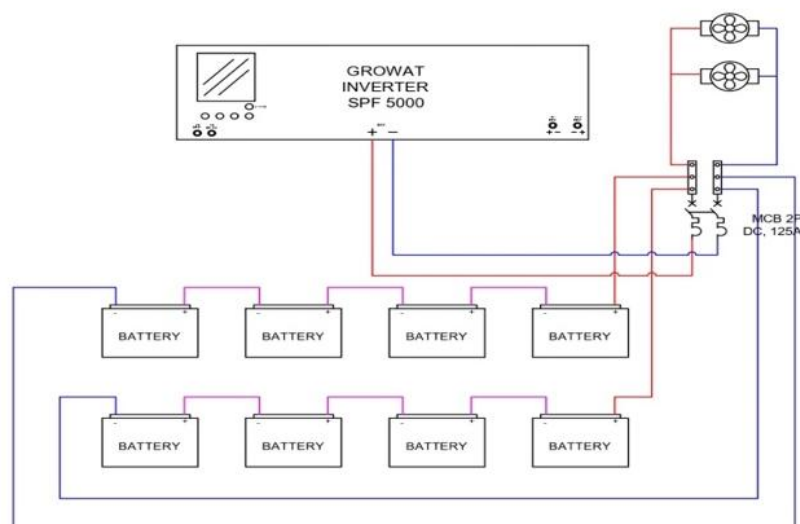 GROWAT
INVERTER
SPF 5000
+ −
+ − − +
MCB 2P
DC, 125A
− + − + − + − +
BATTERY BATTERY BATTERY BATTERY
− + − + − + − +
BATTERY BATTERY BATTERY BATTERY